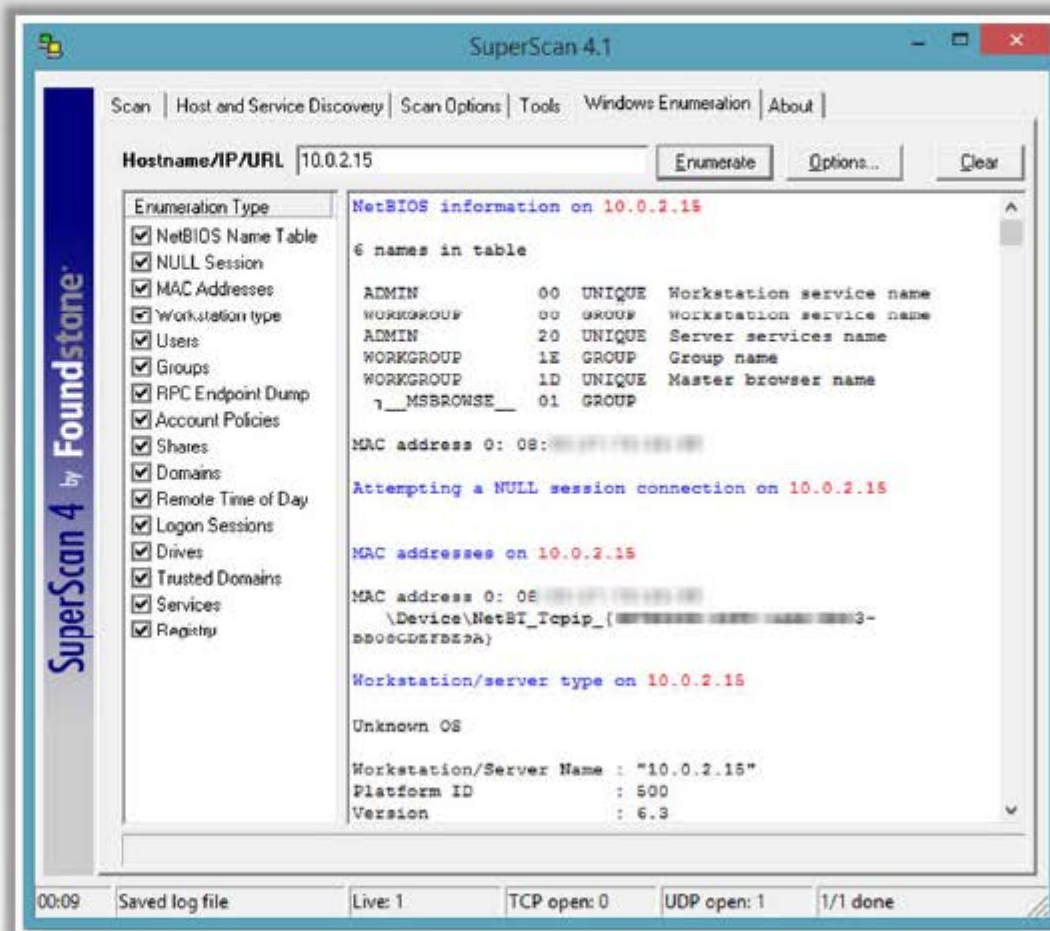 SuperScan 4.1
Scan
Host and Service Discovery
Scan Options
Tools
Windows Enumeration
About
Hostname/IP/URL
10.0.2.15
Enumerate
Options...
Clear
SuperScan 4 by Foundstone
Enumeration Type
NetBIOS Name Table
NULL Session
MAC Addresses
Workstation type
Users
Groups
RPC Endpoint Dump
Account Policies
Shares
Domains
Remote Time of Day
Logon Sessions
Drives
Trusted Domains
Services
Registry
NetBIOS information on 10.0.2.15
6 names in table
ADMIN 00 UNIQUE Workstation service name
WORKGROUP 00 GROUP Workstation service name
ADMIN 20 UNIQUE Server services name
WORKGROUP 1E GROUP Group name
WORKGROUP 1D UNIQUE Master browser name
__MSBROWSE__ 01 GROUP
MAC address 0: 08:
Attempting a NULL session connection on 10.0.2.15
MAC addresses on 10.0.2.15
MAC address 0: 08
\Device\NetBT_Tcpip_{ 3-
Workstation/server type on 10.0.2.15
Unknown OS
Workstation/Server Name : "10.0.2.15"
Platform ID : 500
Version : 6.3
00:09
Saved log file
Live: 1
TCP open: 0
UDP open: 1
1/1 done